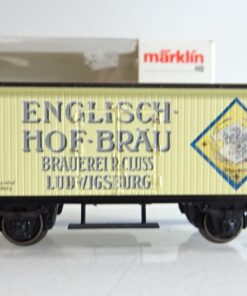 märklin
ENGLISCH-
HOF-BRÄU
BRAUEREI R.CLUSS
LUDWIGSBURG